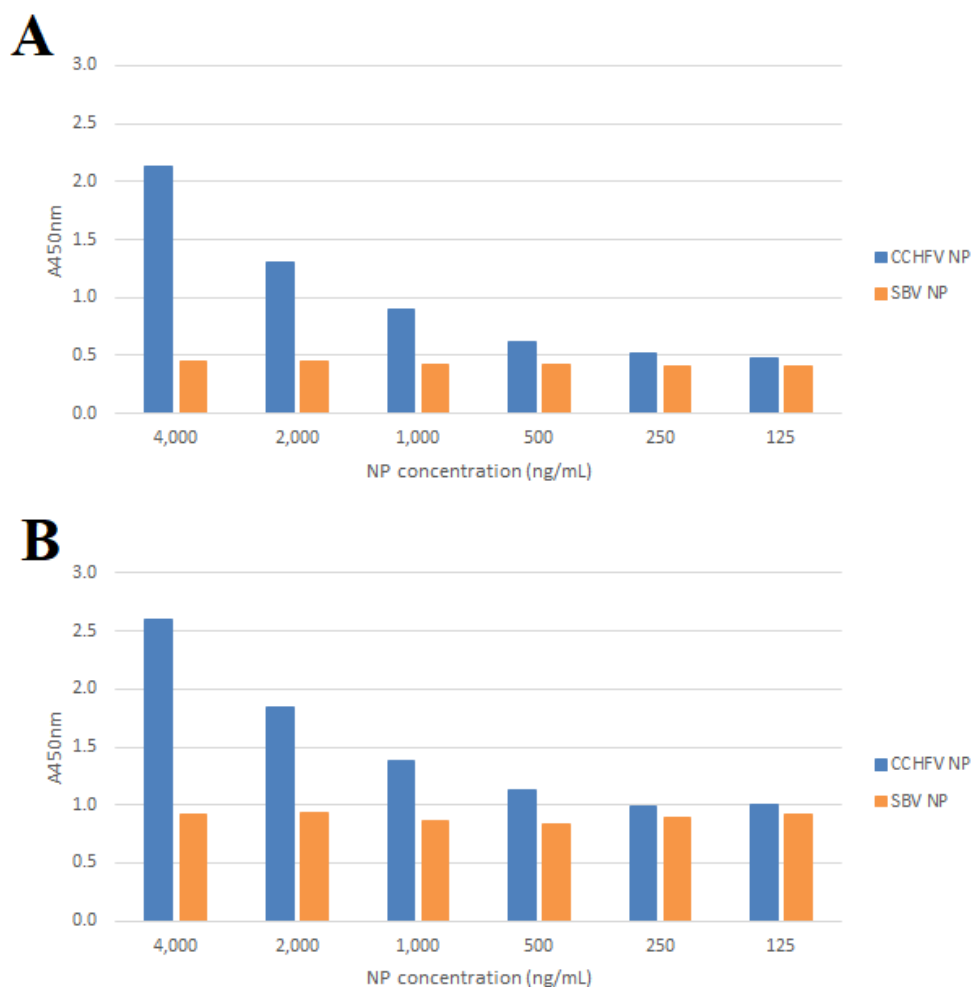 A
3.0
2.5
2.0
1.5
1.0
0.5
0.0
A450nm
4,000 2,000 1,000 500 250 125
NP concentration (ng/mL)
CCHFV NP
SBV NP
B
3.0
2.5
2.0
1.5
1.0
0.5
0.0
A450nm
4,000 2,000 1,000 500 250 125
NP concentration (ng/mL)
CCHFV NP
SBV NP